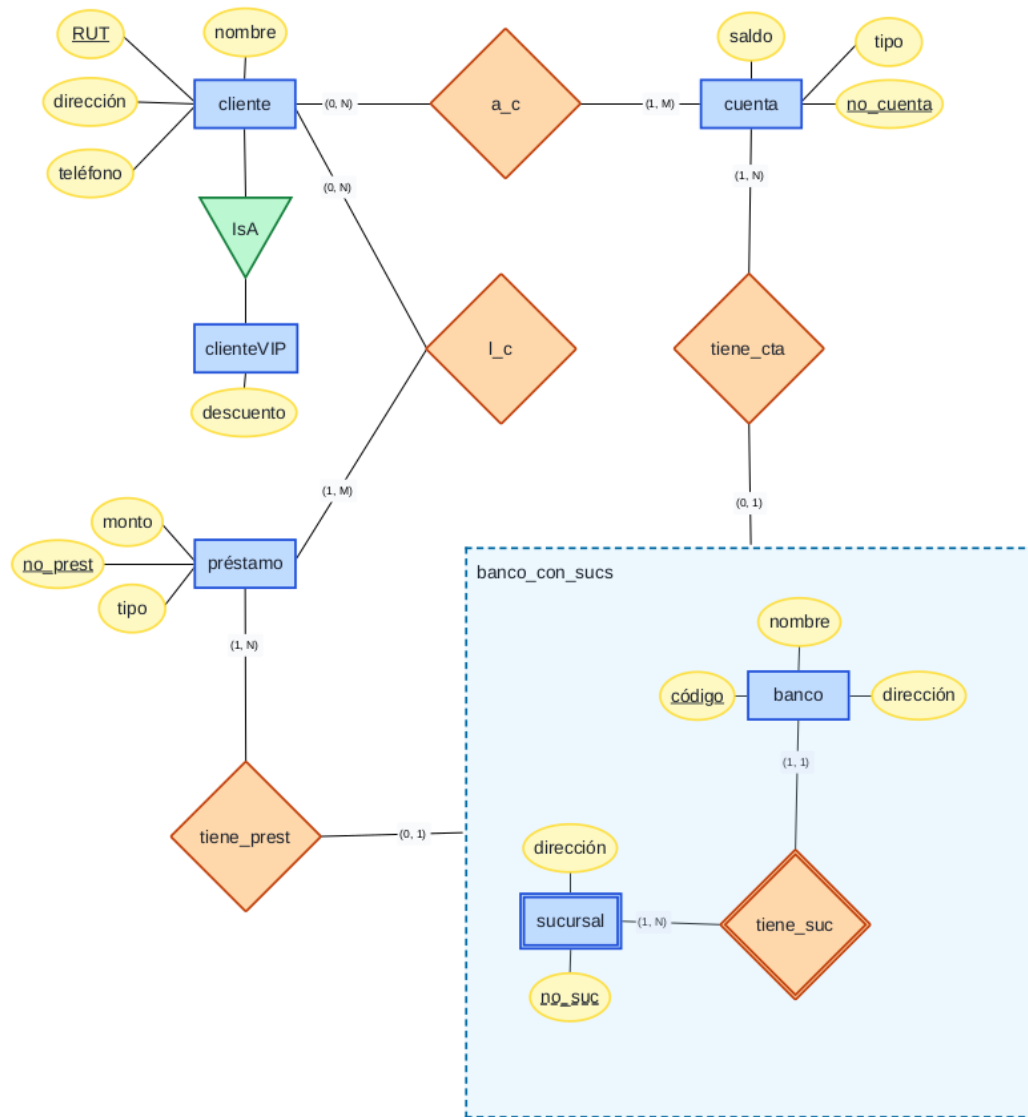 RUT
nombre
saldo
tipo
dirección
cliente
(0, N)
a_c
(1, M)
cuenta
no_cuenta
teléfono
(1, N)
(0, N)
IsA
clienteVIP
l_c
tiene_cta
descuento
(1, M)
(0, 1)
monto
no_prest
préstamo
tipo
banco_con_sucs
nombre
(1, N)
código
banco
dirección
(1, 1)
tiene_prest
(0, 1)
dirección
sucursal
(1, N)
tiene_suc
no_suc